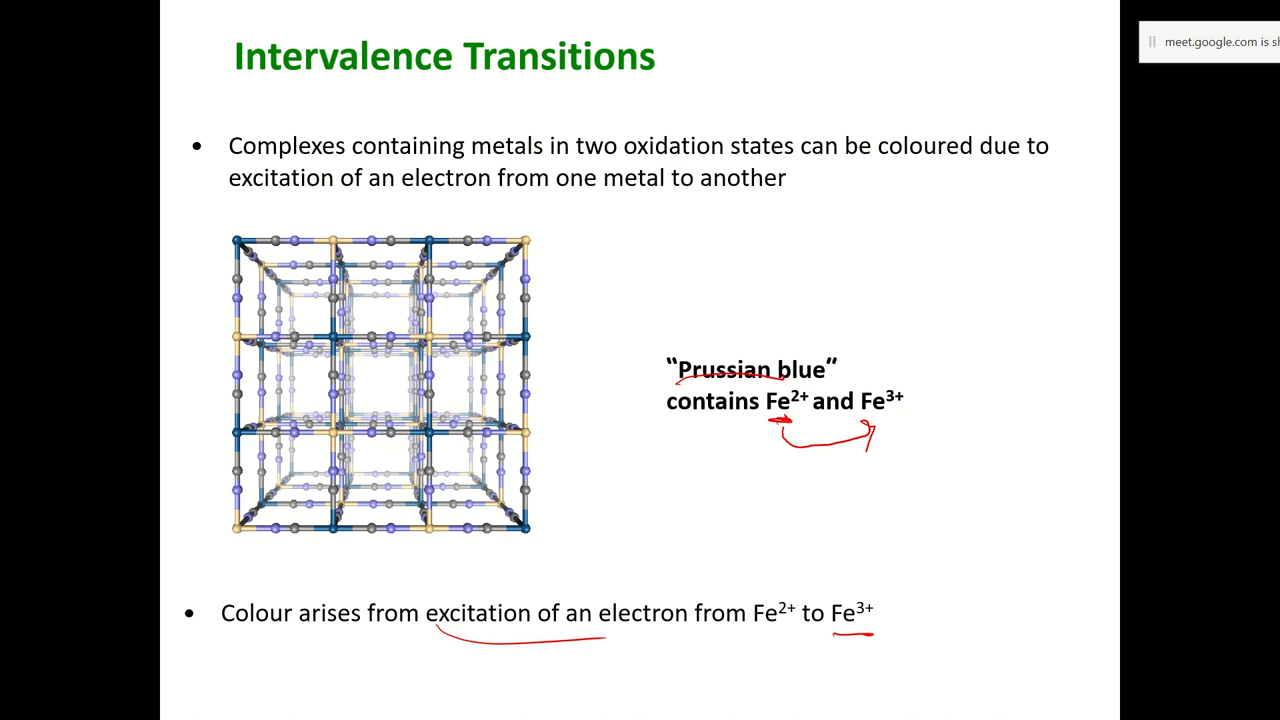 Intervalence Transitions
meet.google.com is sh
• Complexes containing metals in two oxidation states can be coloured due to
excitation of an electron from one metal to another
“Prussian blue”
contains Fe²⁺ and Fe³⁺
• Colour arises from excitation of an electron from Fe²⁺ to Fe³⁺